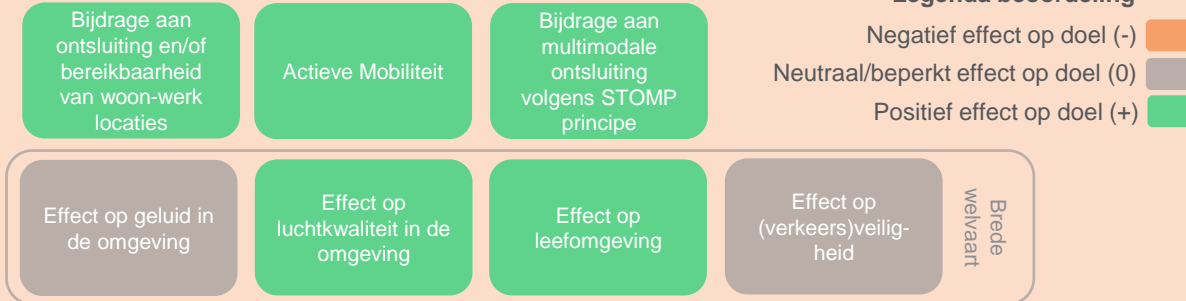 Legenda beoordeling
Bijdrage aan
ontsluiting en/of
bereikbaarheid
van woon-werk
locaties
Actieve Mobiliteit
Bijdrage aan
multimodale
ontsluiting
volgens STOMP
principe
Negatief effect op doel (-)
Neutraal/beperkt effect op doel (0)
Positief effect op doel (+)
Effect op geluid in
de omgeving
Effect op
luchtkwaliteit in de
omgeving
Effect op
leefomgeving
Effect op
(verkeers)veilig-
heid
Brede
welvaart